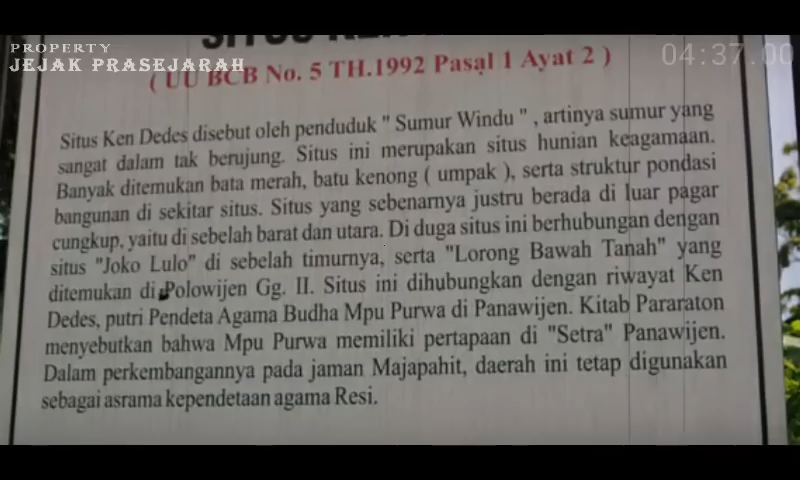 PROPERTY
JEJAK PRASEJARAH
04:37.00
SITUS
( UU BCB No. 5 TH.1992 Pasal 1 Ayat 2 )
Situs Ken Dedes disebut oleh penduduk " Sumur Windu " , artinya sumur yang
sangat dalam tak berujung. Situs ini merupakan situs hunian keagamaan.
Banyak ditemukan bata merah, batu kenong ( umpak ), serta struktur pondasi
bangunan di sekitar situs. Situs yang sebenarnya justru berada di luar pagar
cungkup, yaitu di sebelah barat dan utara. Di duga situs ini berhubungan dengan
situs "Joko Lulo" di sebelah timurnya, serta "Lorong Bawah Tanah" yang
ditemukan di Polowijen Gg. II. Situs ini dihubungkan dengan riwayat Ken
Dedes, putri Pendeta Agama Budha Mpu Purwa di Panawijen. Kitab Pararaton
menyebutkan bahwa Mpu Purwa memiliki pertapaan di "Setra" Panawijen.
Dalam perkembangannya pada jaman Majapahit, daerah ini tetap digunakan
sebagai asrama kependetaan agama Resi.